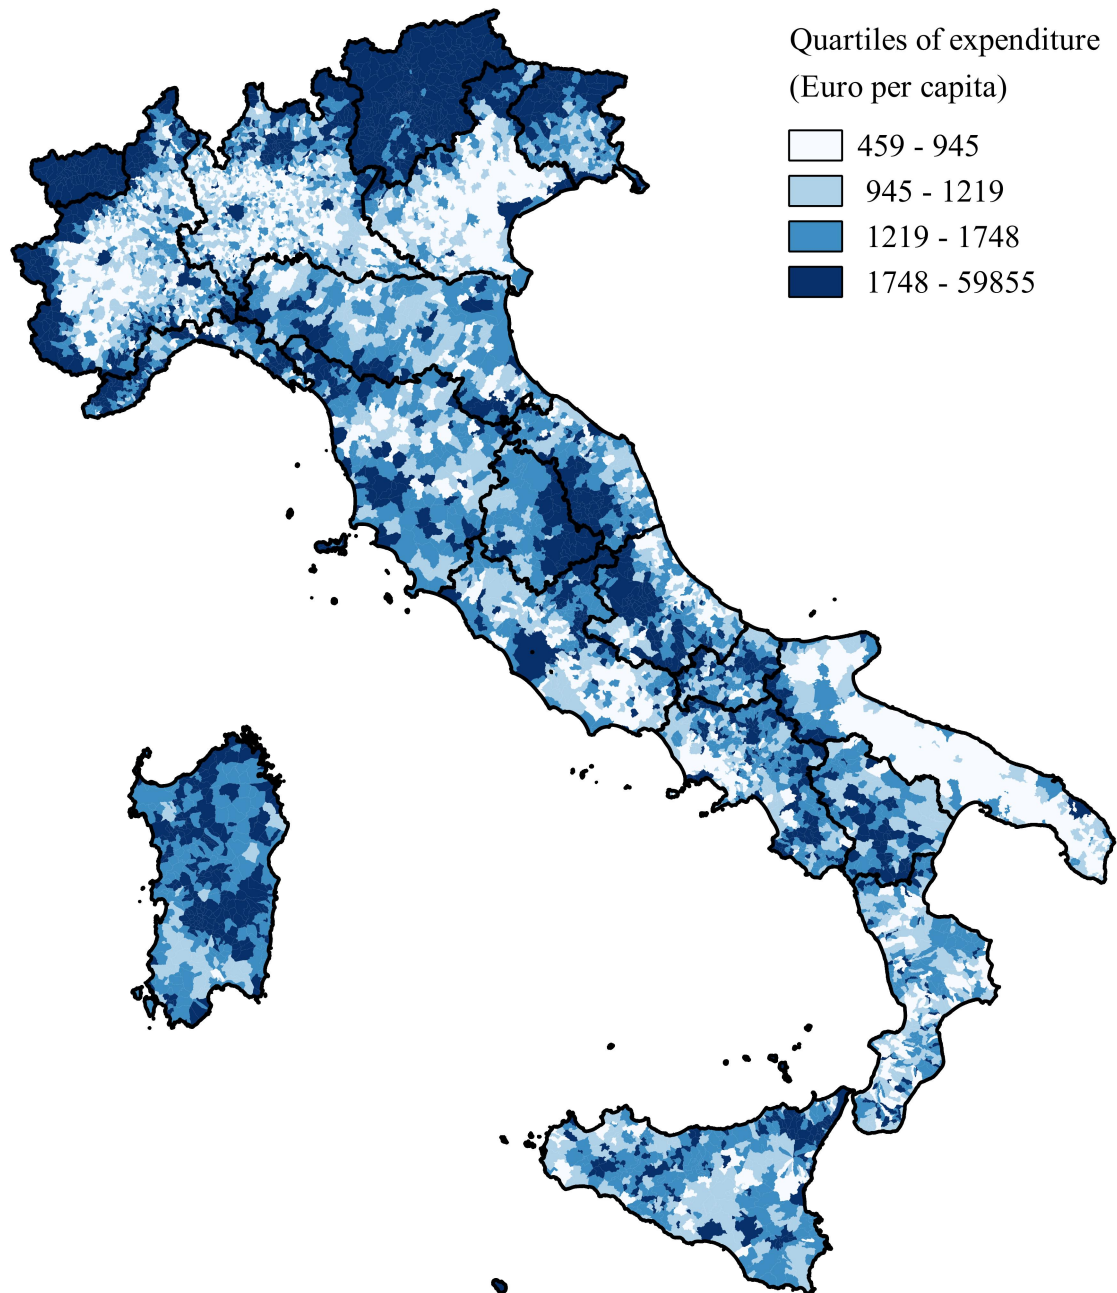 Quartiles of expenditure
(Euro per capita)
459 - 945
945 - 1219
1219 - 1748
1748 - 59855